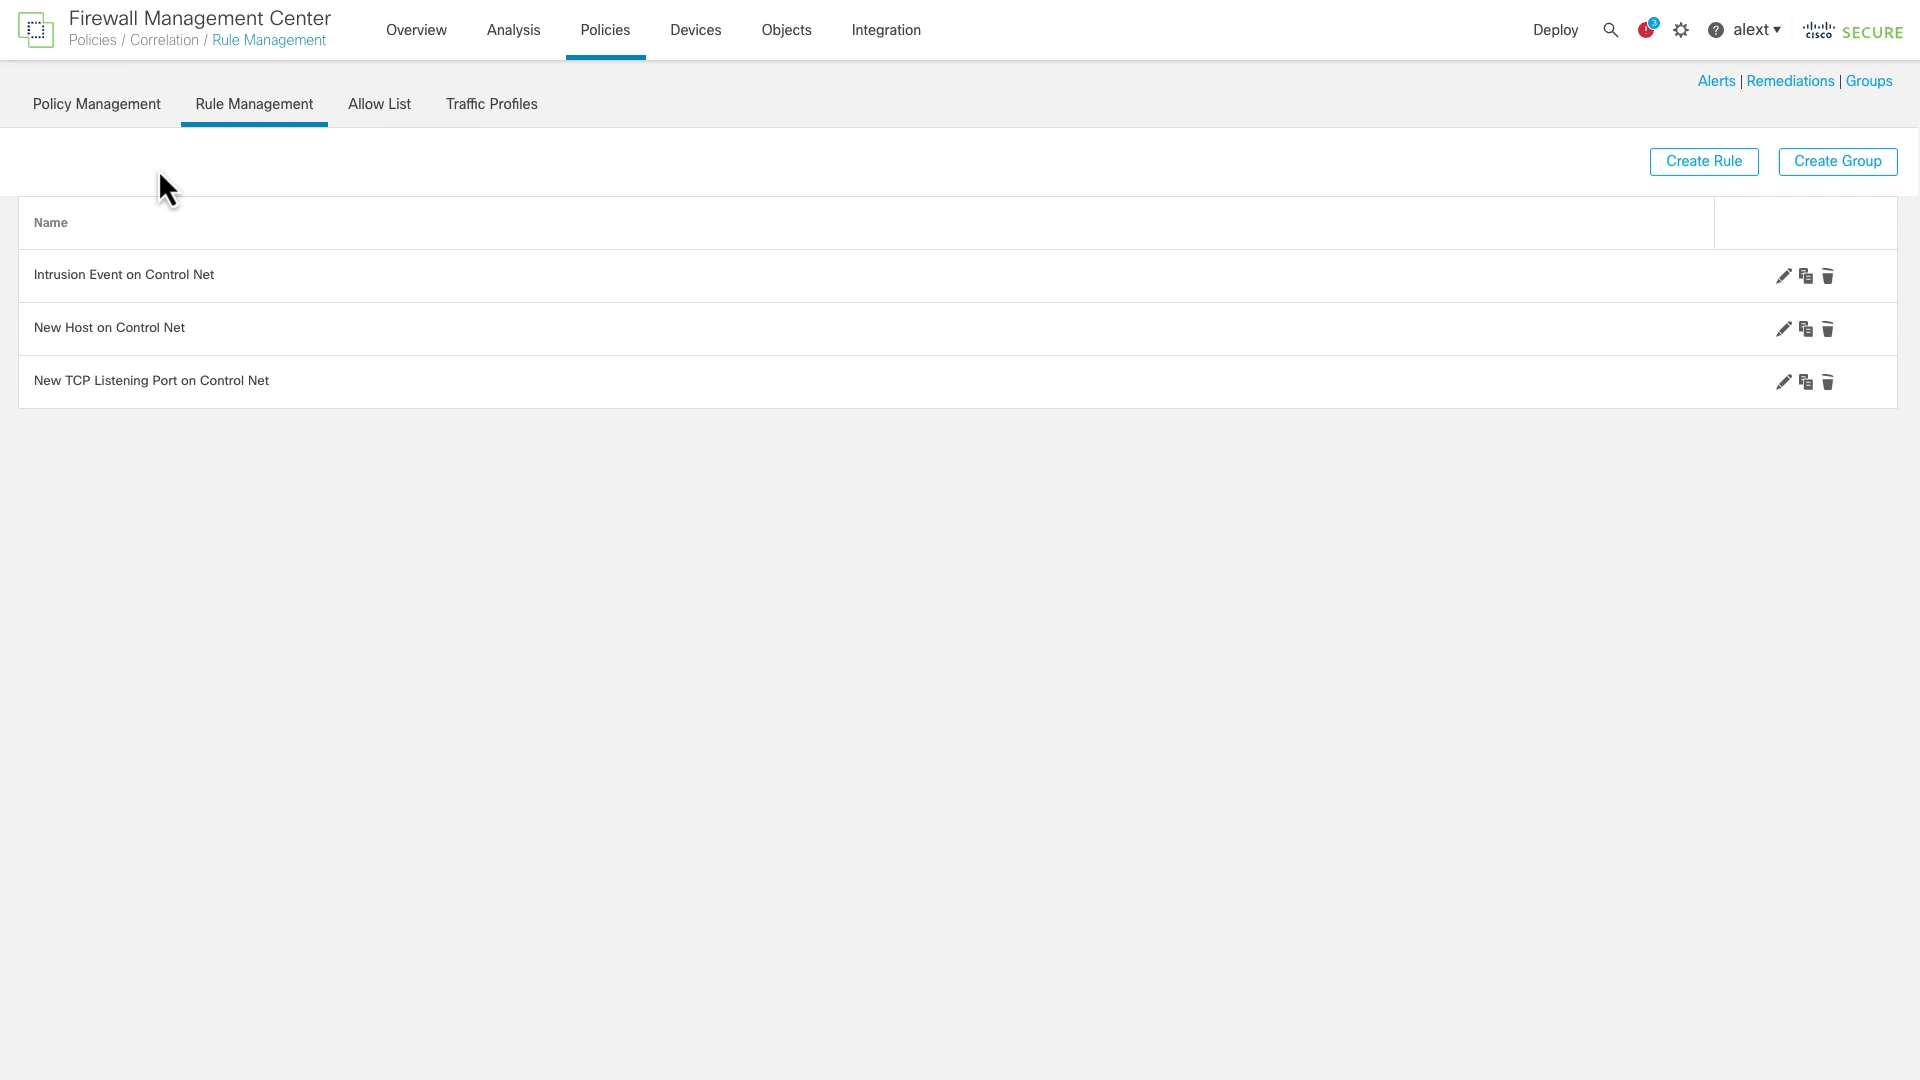 Firewall Management Center
Policies / Correlation / Rule Management
Overview
Analysis
Policies
Devices
Objects
Integration
Deploy
3
alext
cisco SECURE
Alerts | Remediations | Groups
Policy Management
Rule Management
Allow List
Traffic Profiles
Create Rule
Create Group
Name
Intrusion Event on Control Net
New Host on Control Net
New TCP Listening Port on Control Net